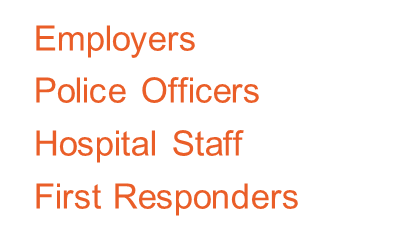 Employers
Police Officers
Hospital Staff
First Responders